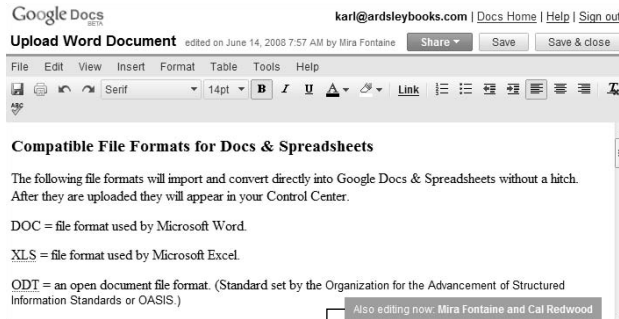 Google Docs
BETA
karl@ardsleybooks.com | Docs Home | Help | Sign out
Upload Word Document edited on June 14, 2008 7:57 AM by Mira Fontaine Share Save Save & close
File Edit View Insert Format Table Tools Help
Serif 14pt B I U A Link
ABC
Compatible File Formats for Docs & Spreadsheets
The following file formats will import and convert directly into Google Docs & Spreadsheets without a hitch.
After they are uploaded they will appear in your Control Center.
DOC = file format used by Microsoft Word.
XLS = file format used by Microsoft Excel.
ODT = an open document file format. (Standard set by the Organization for the Advancement of Structured
Information Standards or OASIS.)
Also editing now: Mira Fontaine and Cal Redwood